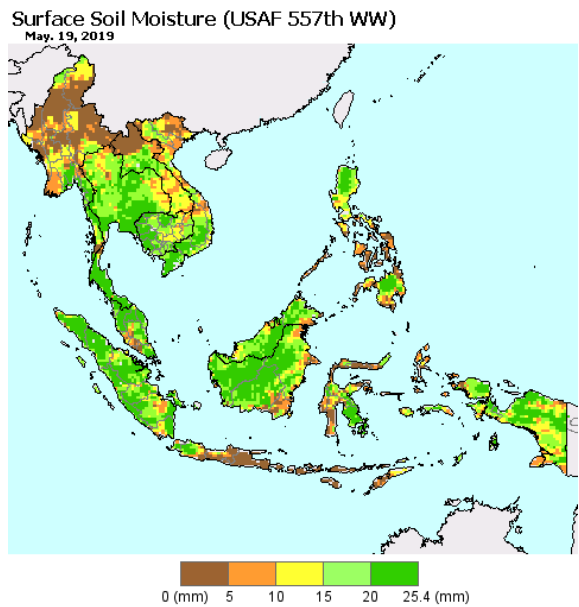 Surface Soil Moisture (USAF 557th WW)
May. 19, 2019
0 (mm) 5 10 15 20 25.4 (mm)